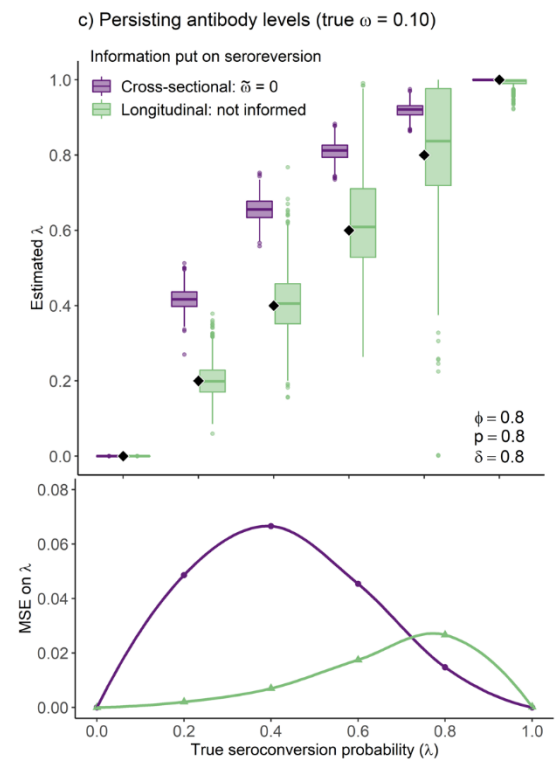 c) Persisting antibody levels (true ω = 0.10)
Information put on seroreversion
Cross-sectional: ω̃ = 0
Longitudinal: not informed
Estimated λ
1.0
0.8
0.6
0.4
0.2
0.0
ϕ = 0.8
p = 0.8
δ = 0.8
MSE on λ
0.08
0.06
0.04
0.02
0.00
0.0 0.2 0.4 0.6 0.8 1.0
True seroconversion probability (λ)